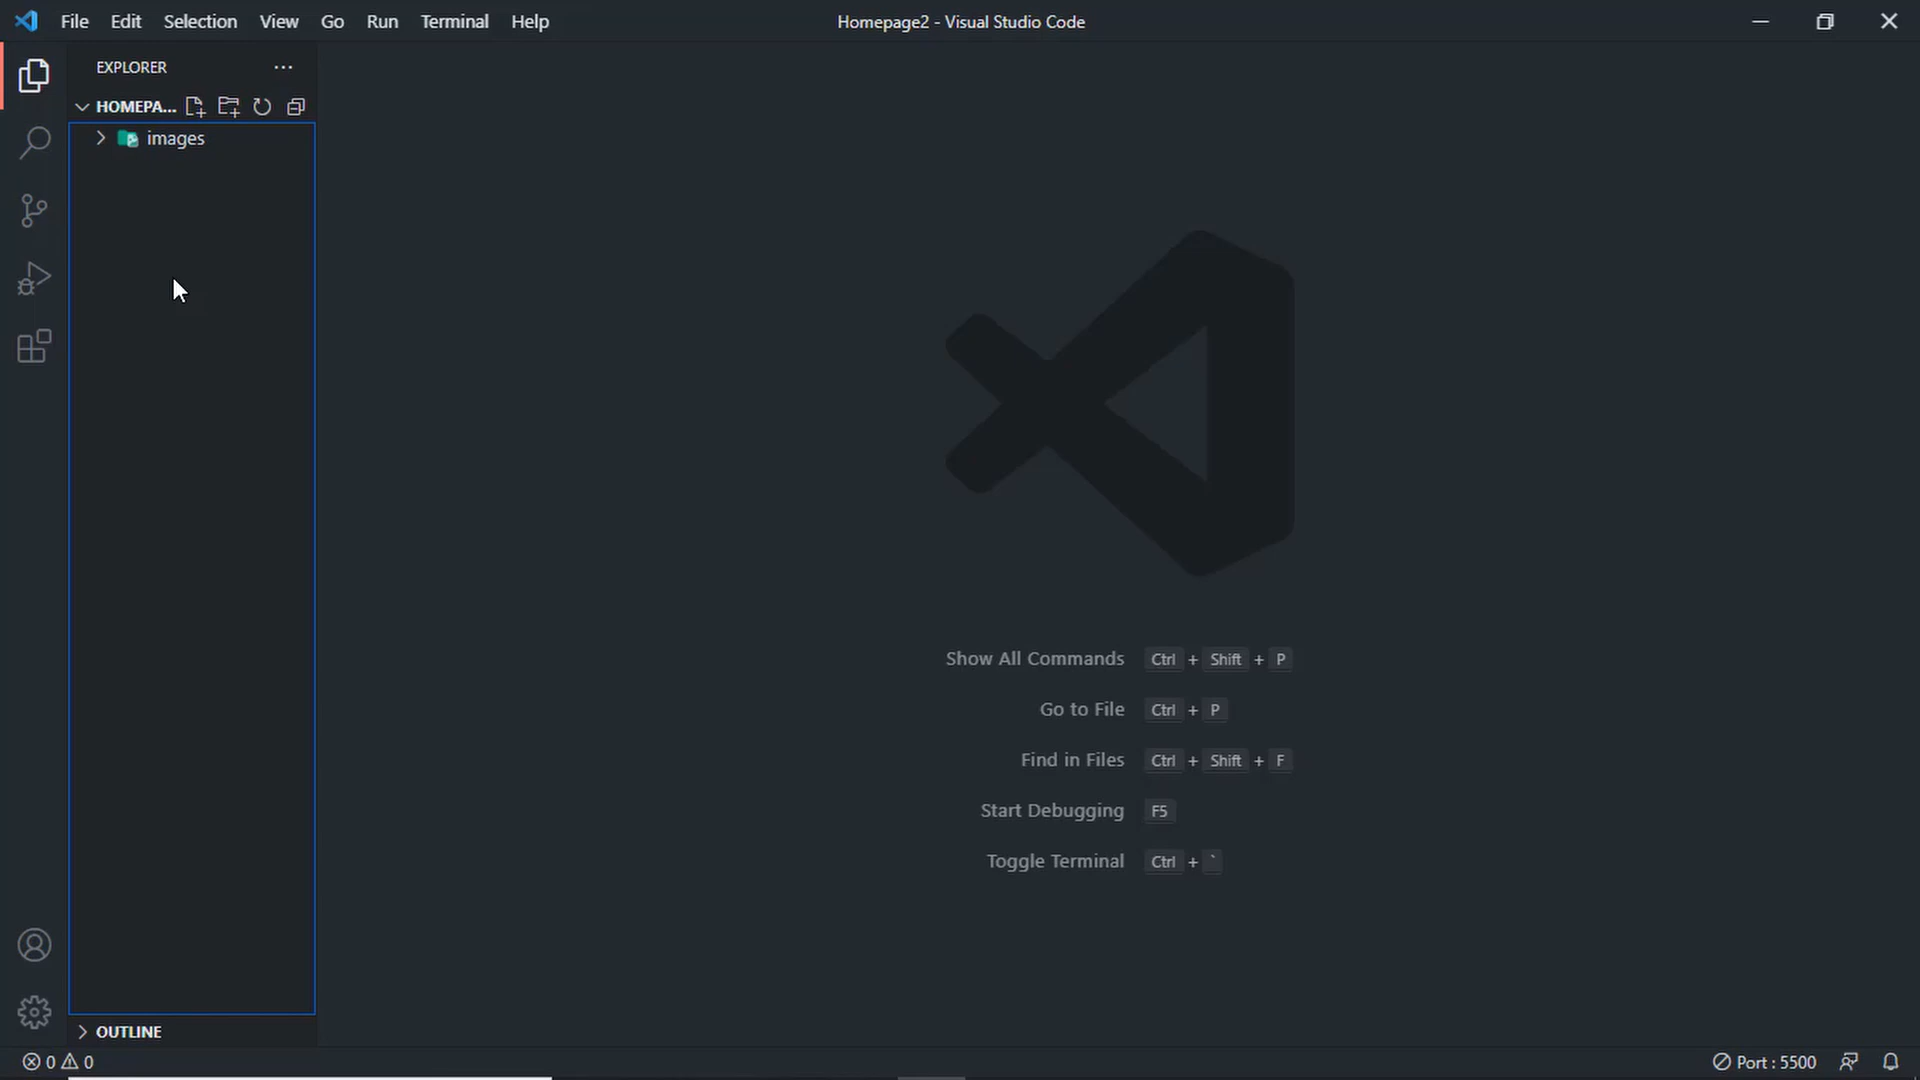 File Edit Selection View Go Run Terminal Help
Homepage2 - Visual Studio Code
EXPLORER
HOMEPA...
images
Show All Commands Ctrl + Shift + P
Go to File Ctrl + P
Find in Files Ctrl + Shift + F
Start Debugging F5
Toggle Terminal Ctrl + `
OUTLINE
0 0
Port : 5500